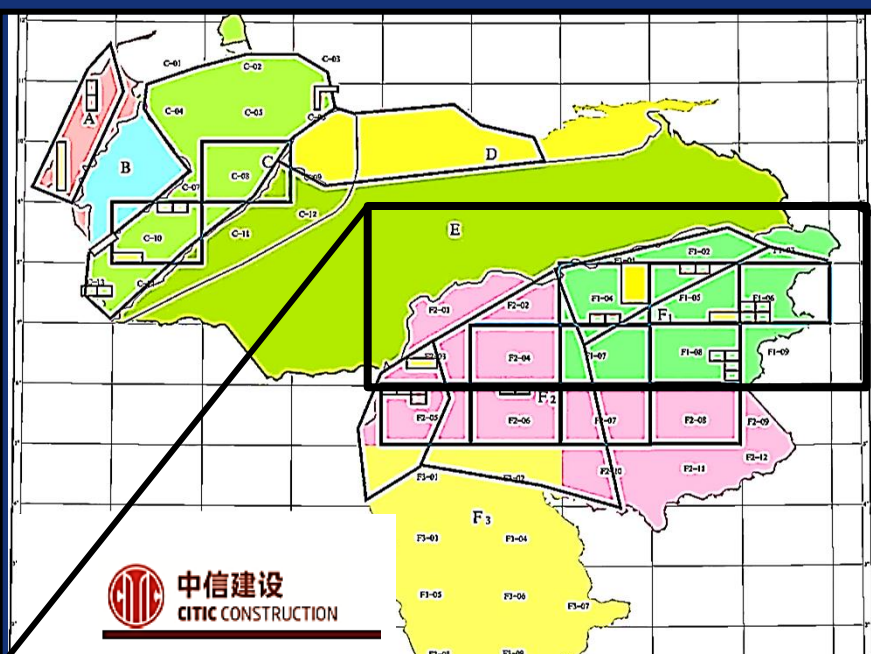 C-01
C-02
C-03
A
C-04
C-05
B
D
C
C-07
C-08
C-09
C-12
C-11
C-10
E
F1-02
F1-04
F1-05
F1-06
F1
F2-01
F2-02
F2-04
F1-07
F1-08
F1-09
F2
F2-05
F2-06
F2-07
F2-08
F2-09
F2-10
F2-11
F2-12
F3-01
F3-02
F3
F3-03
F3-04
F3-06
F3-07
中信建设
CITIC CONSTRUCTION